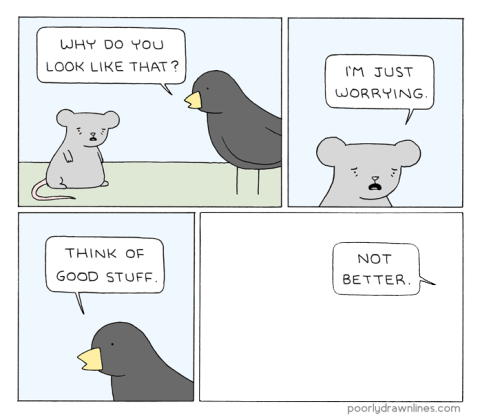 WHY DO YOU
LOOK LIKE THAT?
I'M JUST
WORRYING.
THINK OF
GOOD STUFF.
NOT
BETTER.
poorlydrawnlines.com